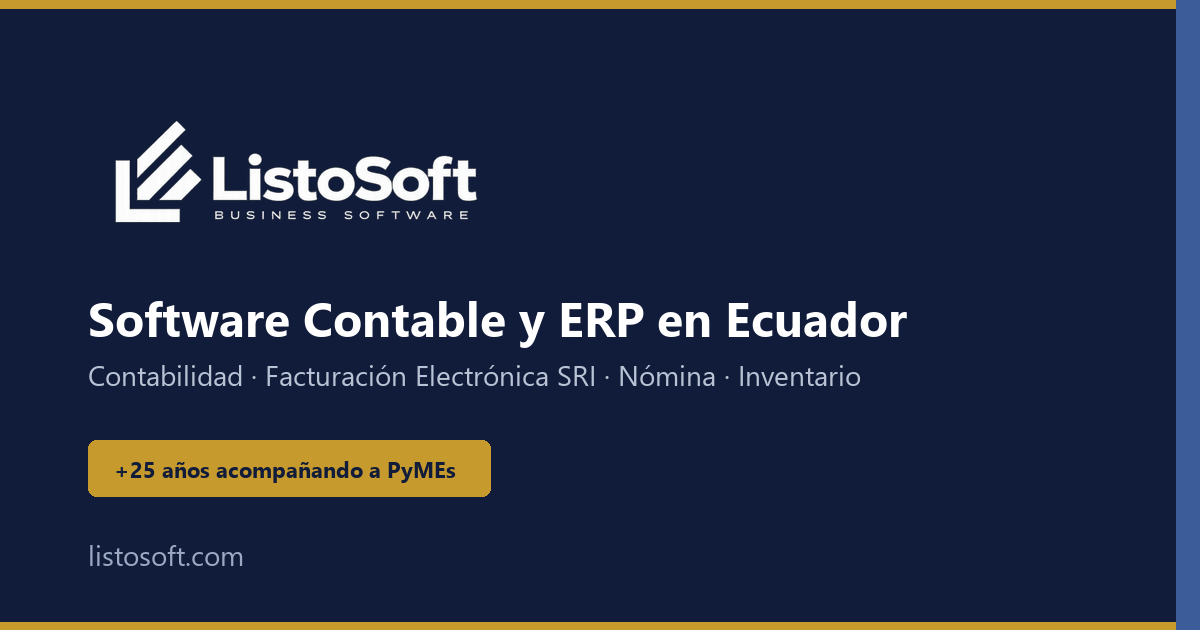 ListoSoft
BUSINESS SOFTWARE
Software Contable y ERP en Ecuador
Contabilidad · Facturación Electrónica SRI · Nómina · Inventario
+25 años acompañando a PyMEs
listosoft.com